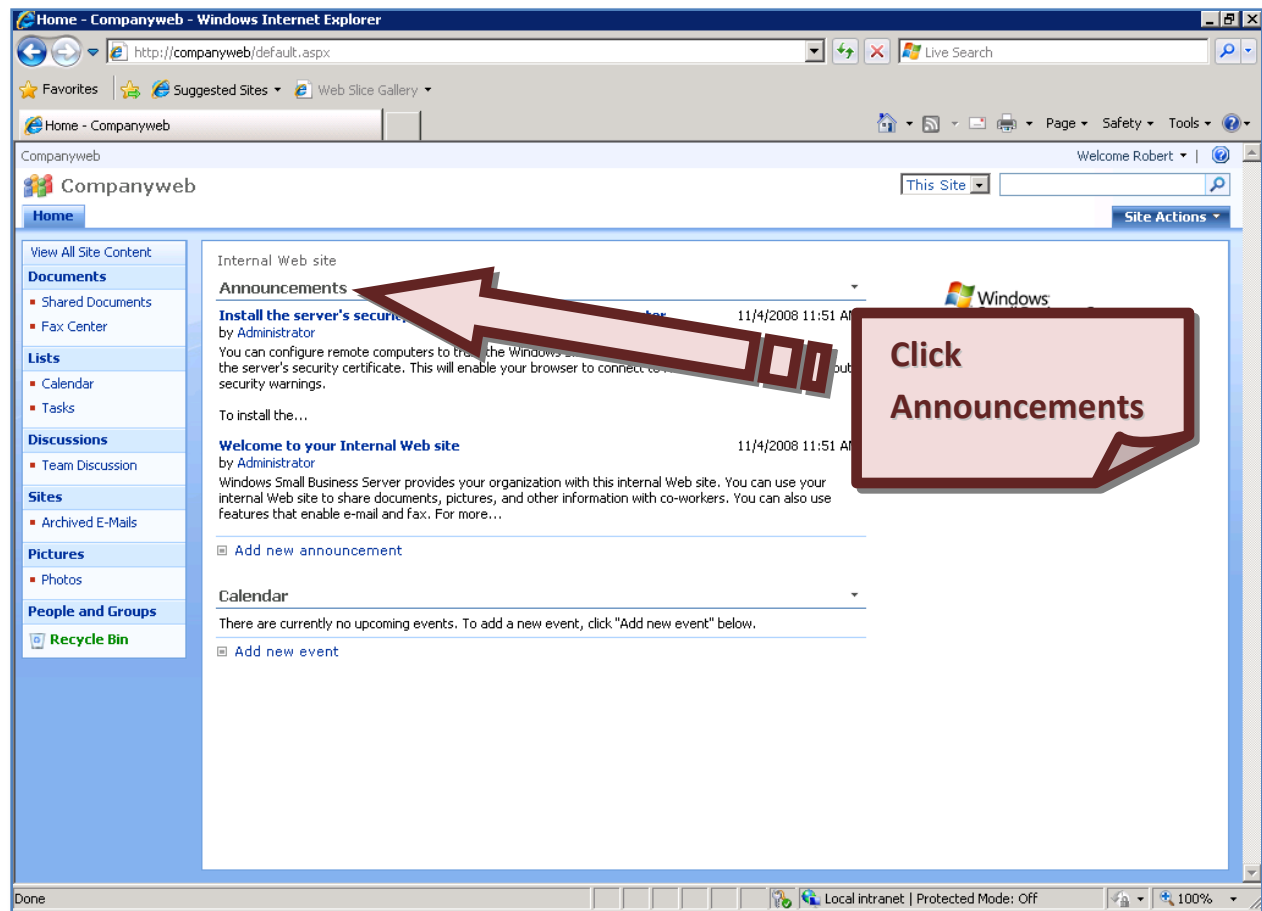 Home - Companyweb - Windows Internet Explorer
http://companyweb/default.aspx
Live Search
Favorites Suggested Sites Web Slice Gallery
Home - Companyweb
Page Safety Tools
Companyweb
Welcome Robert
Companyweb
This Site
Home
Site Actions
View All Site Content
Documents
Shared Documents
Fax Center
Lists
Calendar
Tasks
Discussions
Team Discussion
Sites
Archived E-Mails
Pictures
Photos
People and Groups
Recycle Bin
Internal Web site
Announcements
Install the server's 11/4/2008 11:51
by Administrator
You can configure remote computers to the Windows
the server's security certificate. This will enable your browser to connect to
security warnings.
To install the...
Welcome to your Internal Web site 11/4/2008 11:51
by Administrator
Windows Small Business Server provides your organization with this internal Web site. You can use your
internal Web site to share documents, pictures, and other information with co-workers. You can also use
features that enable e-mail and fax. For more...
Add new announcement
Calendar
There are currently no upcoming events. To add a new event, click "Add new event" below.
Add new event
Windows
Click
Announcements
Done
Local intranet | Protected Mode: Off
100%